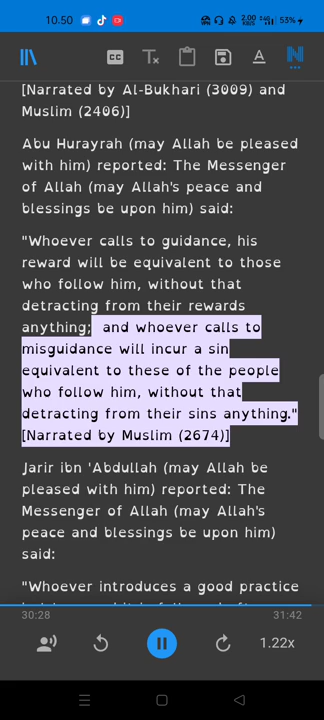 10.50
2.00
KB/S
53%
CC
[Narrated by Al-Bukhari (3009) and
Muslim (2406)]
Abu Hurayrah (may Allah be pleased
with him) reported: The Messenger
of Allah (may Allah's peace and
blessings be upon him) said:
"Whoever calls to guidance, his
reward will be equivalent to those
who follow him, without that
detracting from their rewards
anything;  and whoever calls to
misguidance will incur a sin
equivalent to these of the people
who follow him, without that
detracting from their sins anything."
[Narrated by Muslim (2674)]
Jarir ibn 'Abdullah (may Allah be
pleased with him) reported: The
Messenger of Allah (may Allah's
peace and blessings be upon him)
said:
"Whoever introduces a good practice
30:28
31:42
1.22x